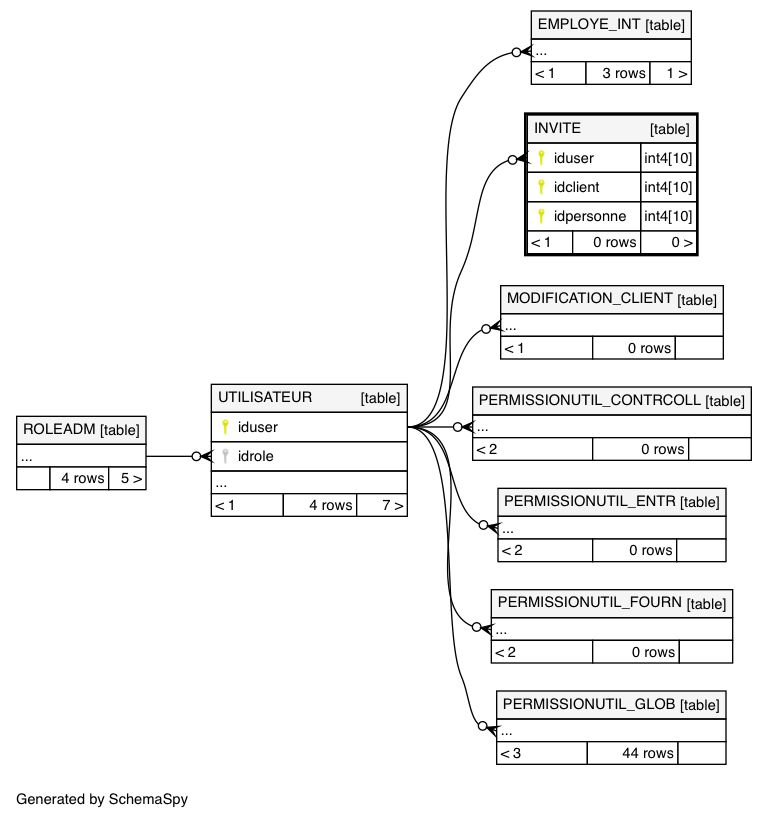 EMPLOYE_INT [table]
...
< 1 3 rows 1 >
INVITE [table]
iduser int4[10]
idclient int4[10]
idpersonne int4[10]
< 1 0 rows 0 >
MODIFICATION_CLIENT [table]
...
< 1 0 rows
UTILISATEUR [table]
iduser
idrole
...
< 1 4 rows 7 >
ROLEADM [table]
...
4 rows 5 >
PERMISSIONUTIL_CONTRCOLL [table]
...
< 2 0 rows
PERMISSIONUTIL_ENTR [table]
...
< 2 0 rows
PERMISSIONUTIL_FOURN [table]
...
< 2 0 rows
PERMISSIONUTIL_GLOB [table]
...
< 3 44 rows
Generated by SchemaSpy